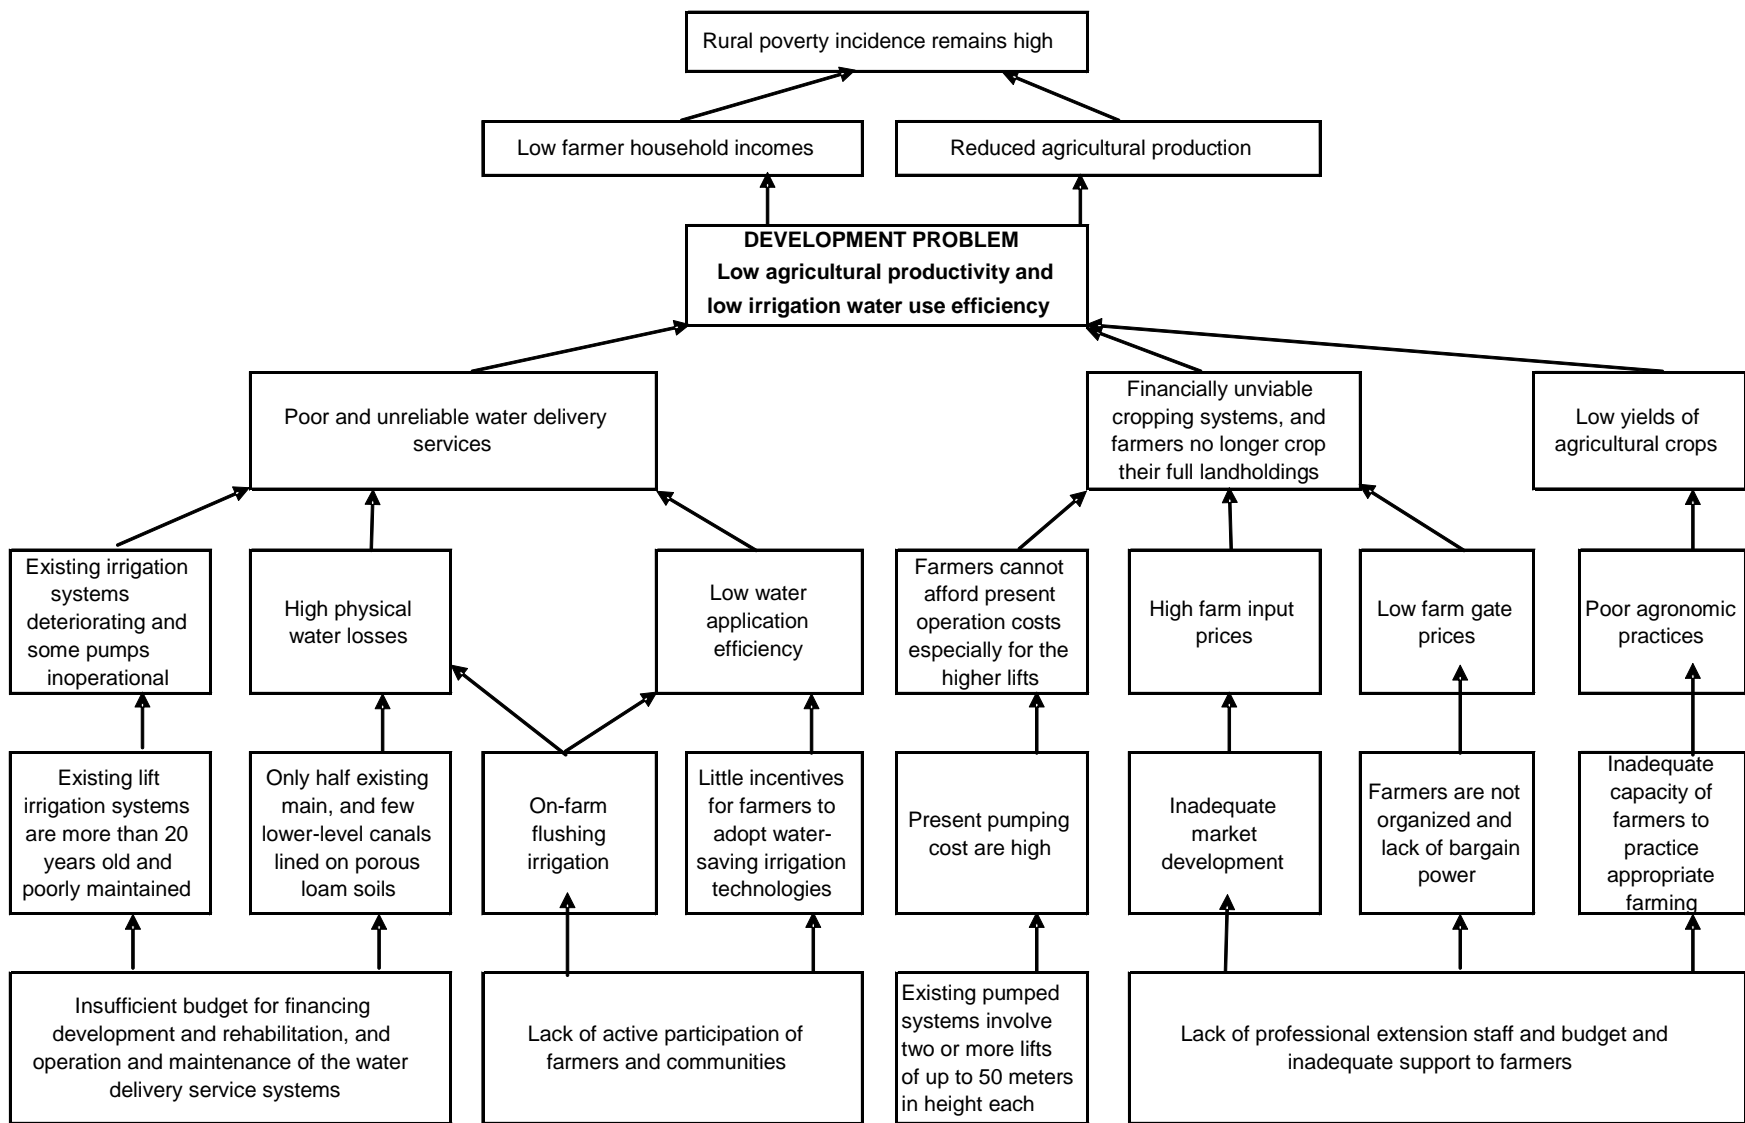 Rural poverty incidence remains high
Low farmer household incomes
Reduced agricultural production
DEVELOPMENT PROBLEM
Low agricultural productivity and
low irrigation water use efficiency
Poor and unreliable water delivery
services
Financially unviable
cropping systems, and
farmers no longer crop
their full landholdings
Low yields of
agricultural crops
Existing irrigation
systems
deteriorating and
some pumps
inoperational
High physical
water losses
Low water
application
efficiency
Farmers cannot
afford present
operation costs
especially for the
higher lifts
High farm input
prices
Low farm gate
prices
Poor agronomic
practices
Existing lift
irrigation systems
are more than 20
years old and
poorly maintained
Only half existing
main, and few
lower-level canals
lined on porous
loam soils
On-farm
flushing
irrigation
Little incentives
for farmers to
adopt water-
saving irrigation
technologies
Present pumping
cost are high
Inadequate
market
development
Farmers are not
organized and
lack of bargain
power
Inadequate
capacity of
farmers to
practice
appropriate
farming
Insufficient budget for financing
development and rehabilitation, and
operation and maintenance of the water
delivery service systems
Lack of active participation of
farmers and communities
Existing pumped
systems involve
two or more lifts
of up to 50 meters
in height each
Lack of professional extension staff and budget and
inadequate support to farmers